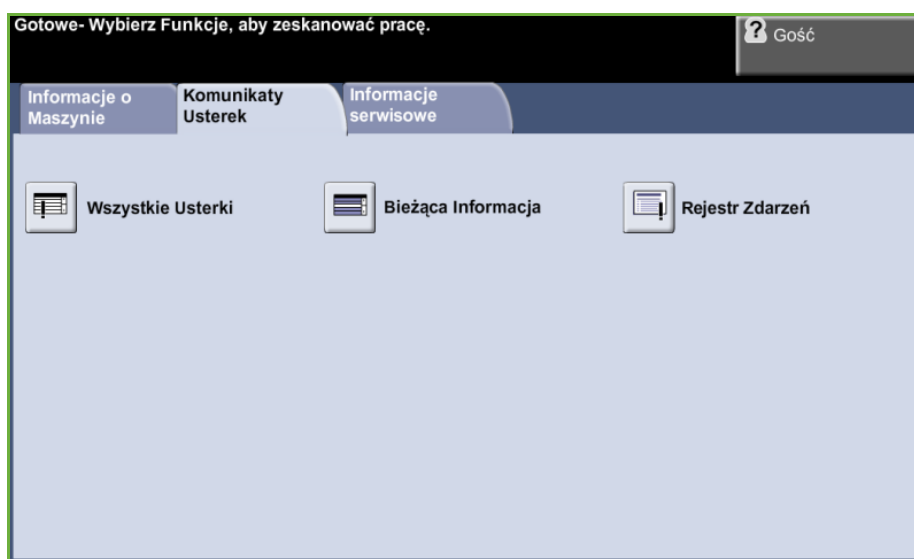 Gotowe- Wybierz Funkcje, aby zeskanować pracę.
Gość
Informacje o
Maszynie
Komunikaty
Usterek
Informacje
serwisowe
Wszystkie Usterki
Bieżąca Informacja
Rejestr Zdarzeń